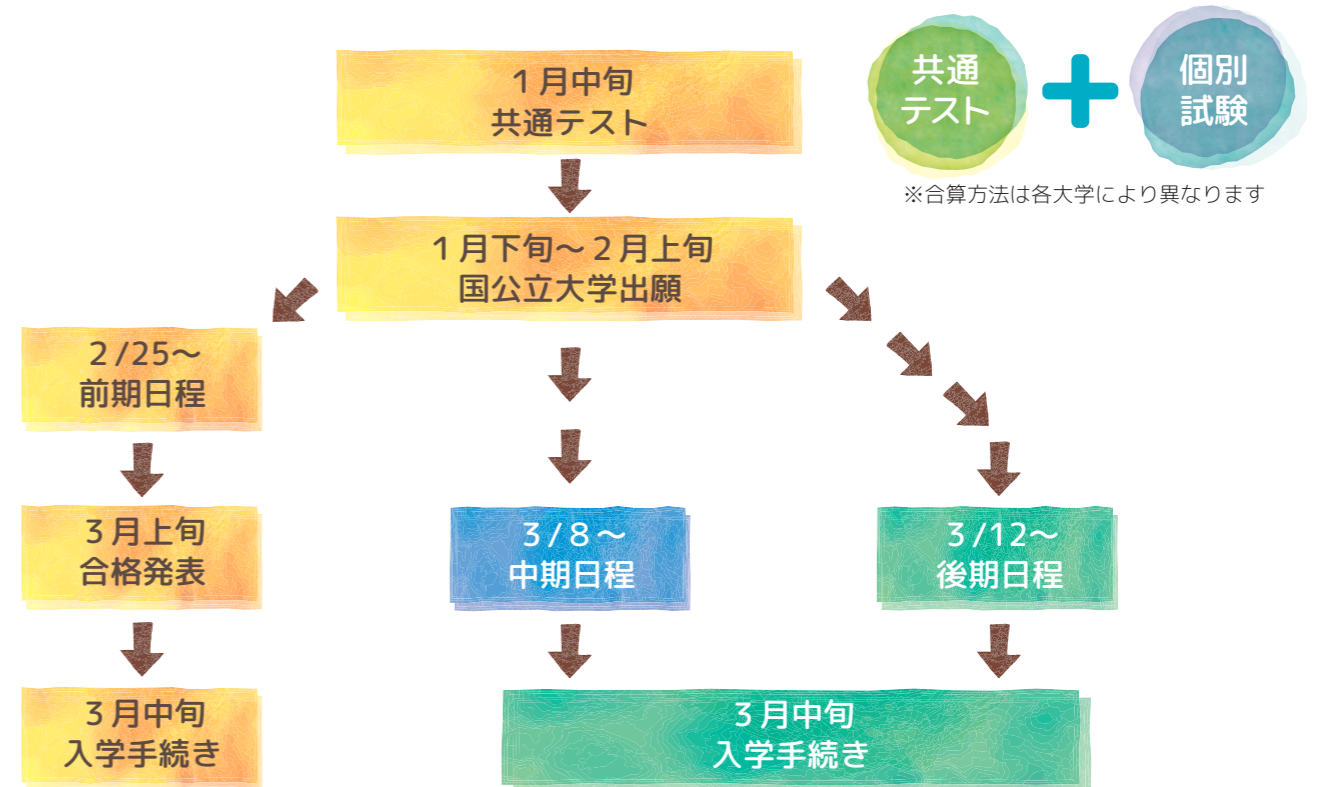 1月中旬
共通テスト
共通
テスト
+
個別
試験
※合算方法は各大学により異なります
1月下旬～2月上旬
国公立大学出願
2/25～
前期日程
3月上旬
合格発表
3/8～
中期日程
3/12～
後期日程
3月中旬
入学手続き
3月中旬
入学手続き